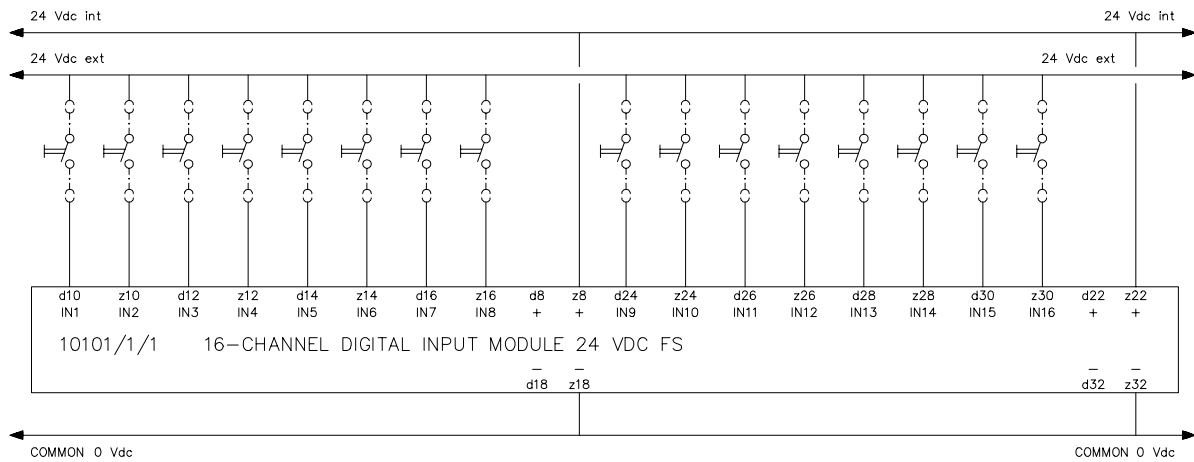 24 Vdc int 24 Vdc int
24 Vdc ext 24 Vdc ext
d10 z10 d12 z12 d14 z14 d16 z16 d8 z8 d24 z24 d26 z26 d28 z28 d30 z30 d22 z22
IN1 IN2 IN3 IN4 IN5 IN6 IN7 IN8 + + IN9 IN10 IN11 IN12 IN13 IN14 IN15 IN16 + +
10101/1/1 16-CHANNEL DIGITAL INPUT MODULE 24 VDC FS
− − − −
d18 z18 d32 z32
COMMON 0 Vdc COMMON 0 Vdc